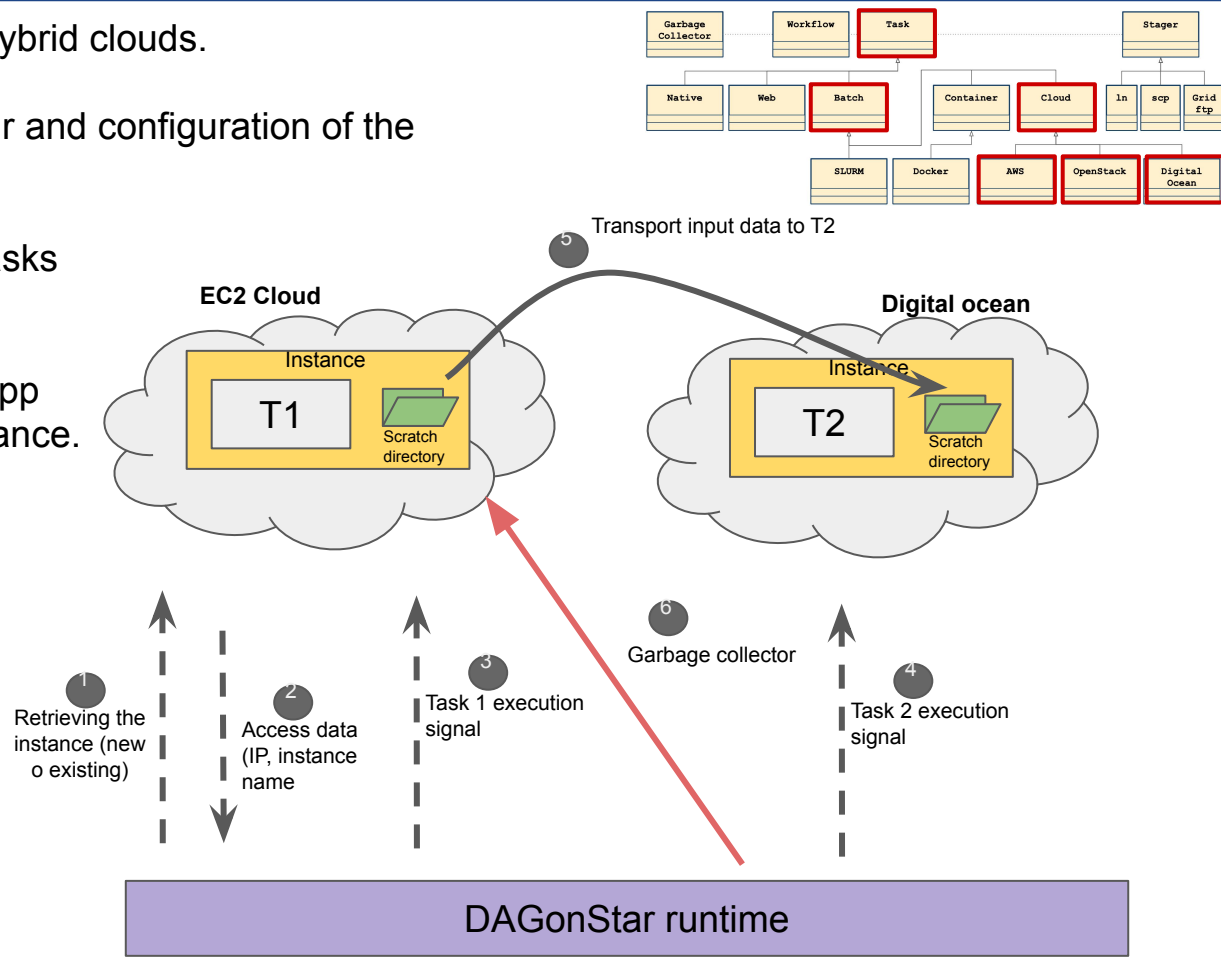 ybrid clouds.
r and configuration of the
asks
pp
ance.
Garbage
Collector
Workflow
Task
Stager
Native
Web
Batch
Container
Cloud
ln
scp
Grid
ftp
SLURM
Docker
AWS
OpenStack
Digital
Ocean
5
Transport input data to T2
EC2 Cloud
Digital ocean
Instance
T1
Scratch
directory
Instance
T2
Scratch
directory
1
Retrieving the
instance (new
o existing)
2
Access data
(IP, instance
name
3
Task 1 execution
signal
6
Garbage collector
4
Task 2 execution
signal
DAGonStar runtime